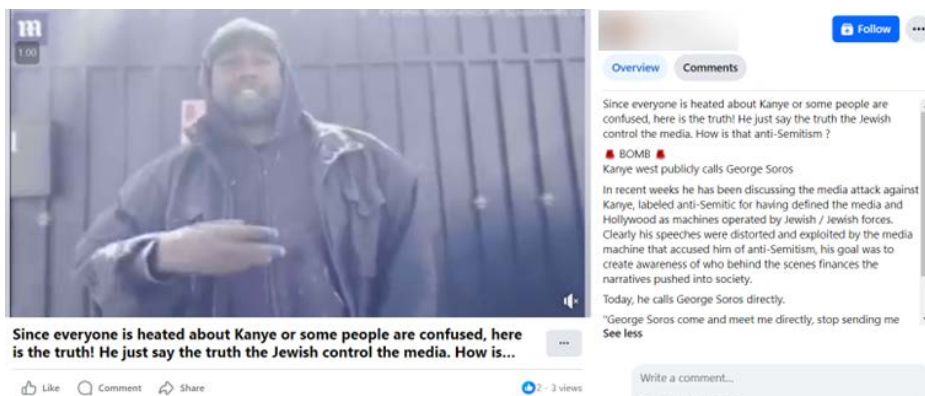 m
1:00
Since everyone is heated about Kanye or some people are confused, here
is the truth! He just say the truth the Jewish control the media. How is...
Like
Comment
Share
2 · 3 views
Follow
Overview
Comments
Since everyone is heated about Kanye or some people are
confused, here is the truth! He just say the truth the Jewish
control the media. How is that anti-Semitism ?
BOMB
Kanye west publicly calls George Soros
In recent weeks he has been discussing the media attack against
Kanye, labeled anti-Semitic for having defined the media and
Hollywood as machines operated by Jewish / Jewish forces.
Clearly his speeches were distorted and exploited by the media
machine that accused him of anti-Semitism, his goal was to
create awareness of who behind the scenes finances the
narratives pushed into society.
Today, he calls George Soros directly.
"George Soros come and meet me directly, stop sending me
See less
Write a comment...